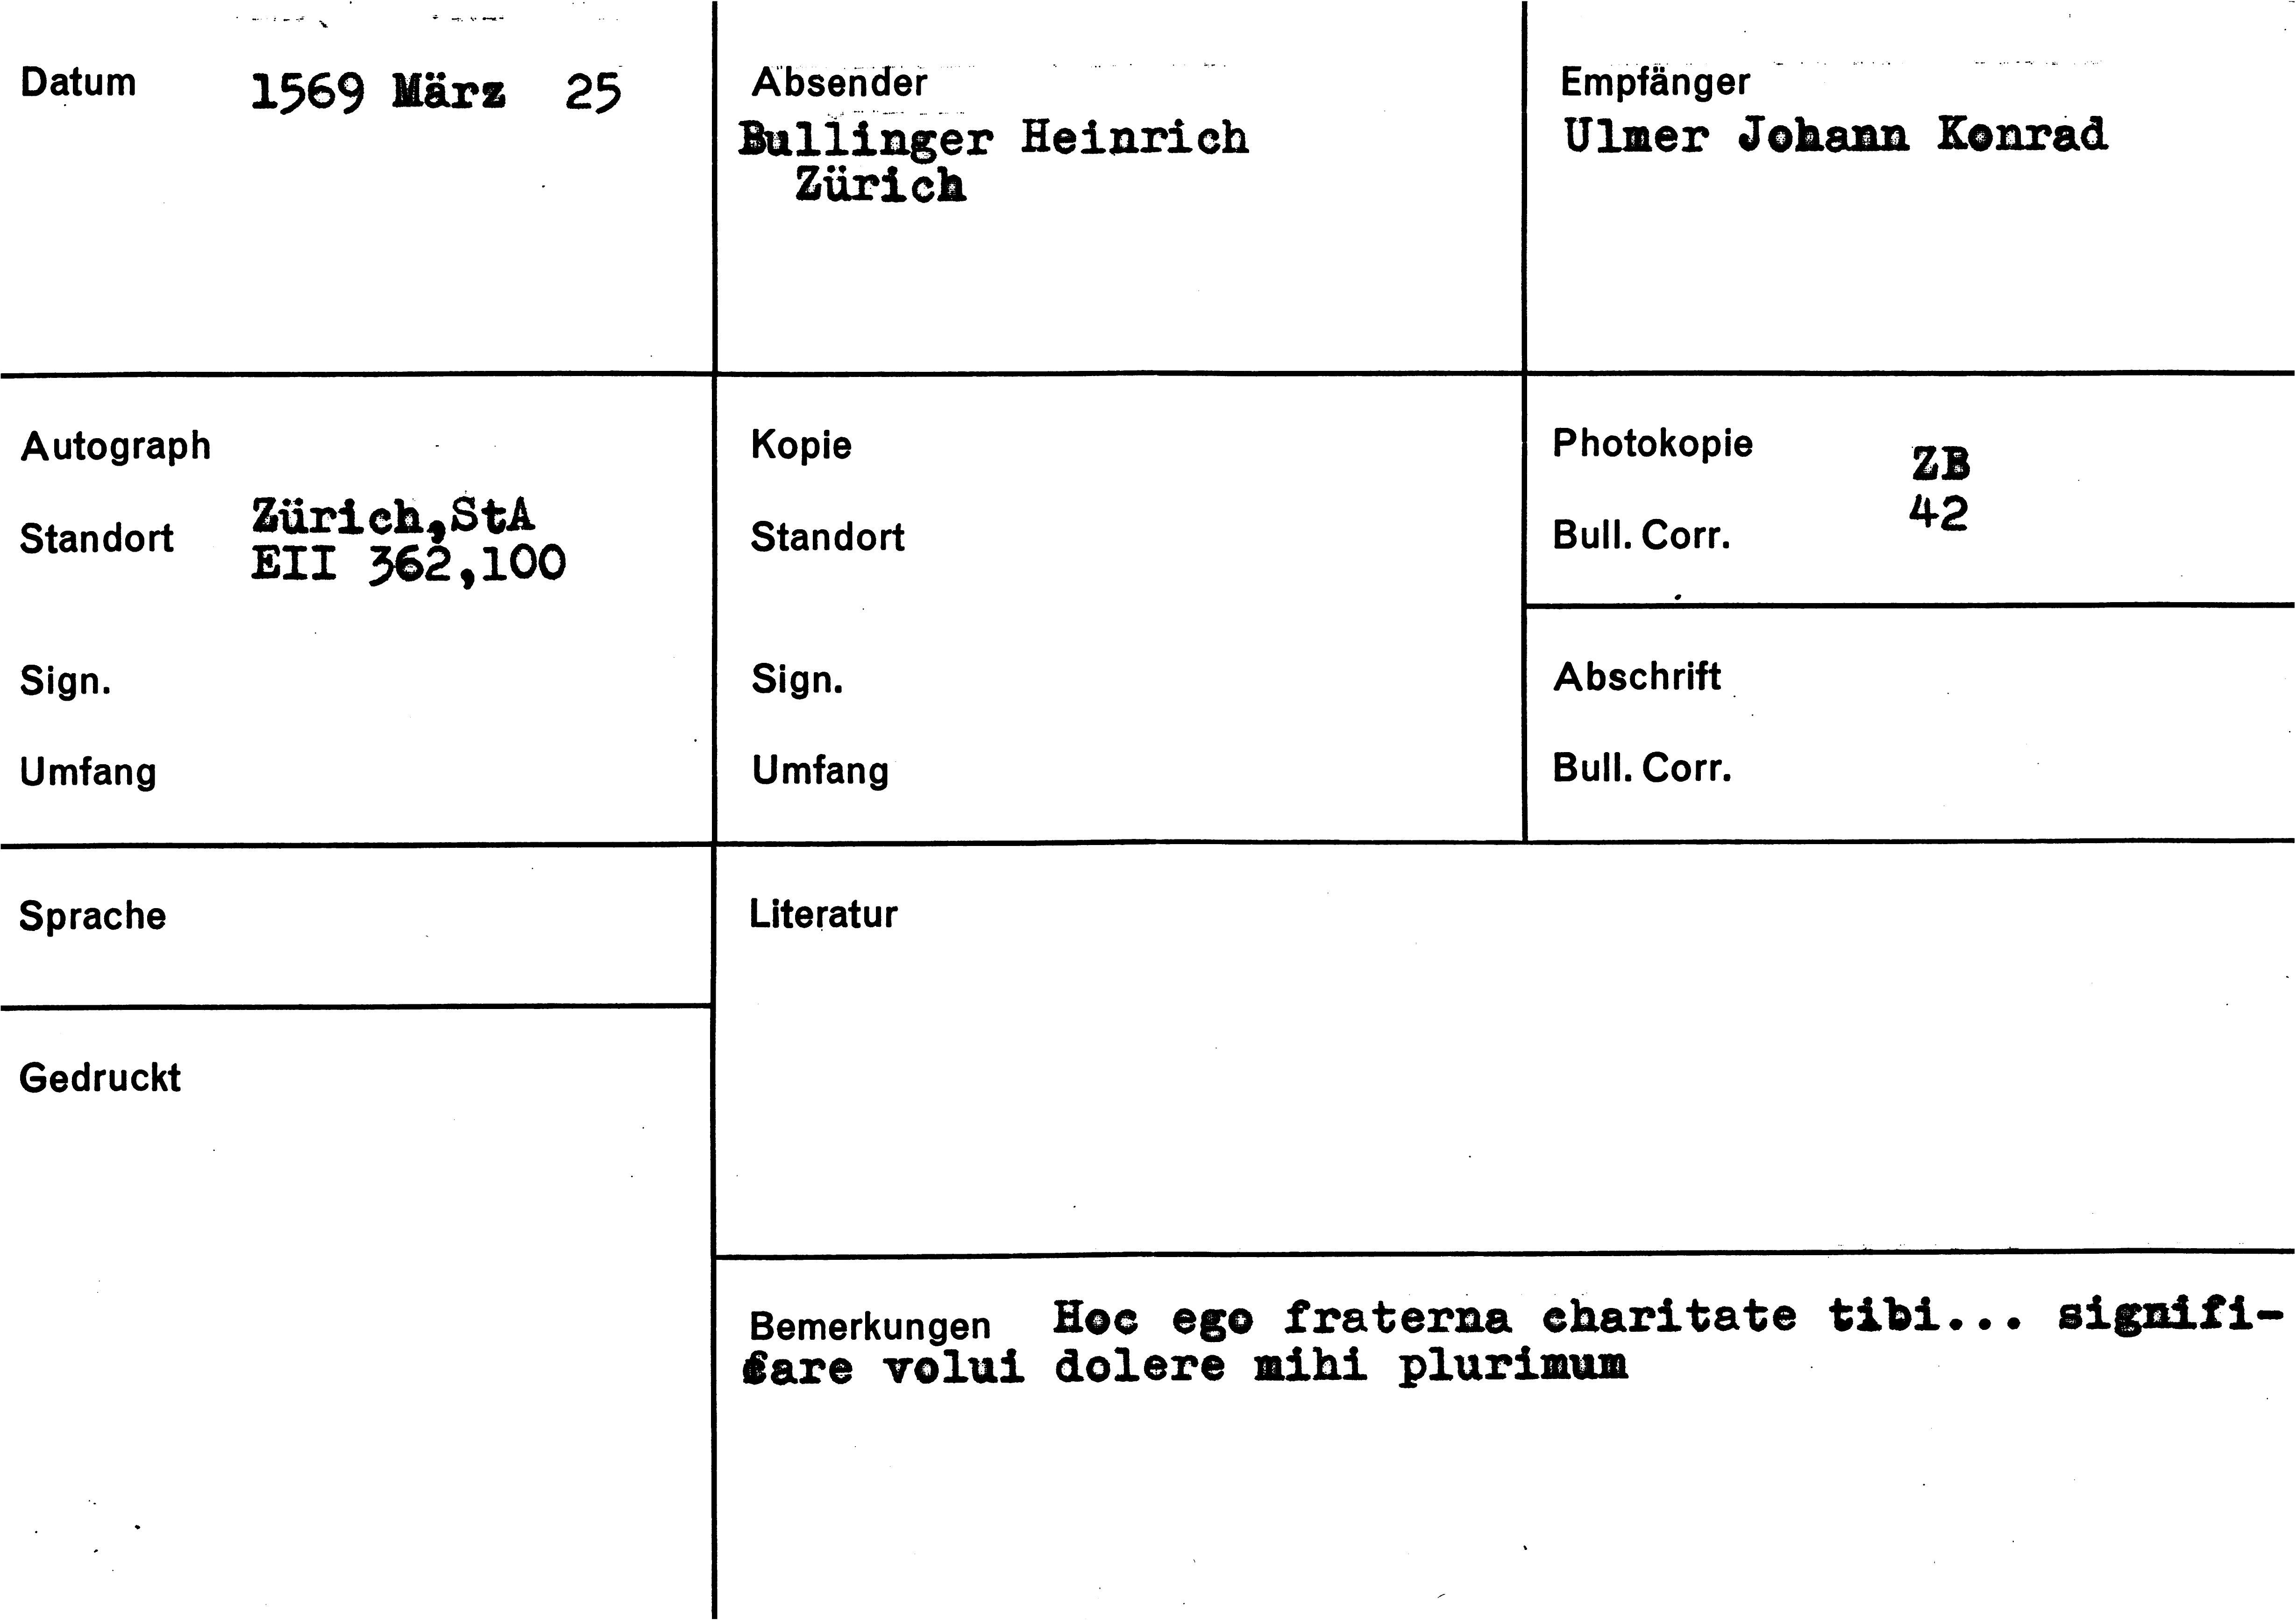 Datum 1569 März 25
Absender
Bullinger Heinrich
Zürich
Empfänger
Ulmer Johann Konrad
Autograph
Standort Zürich,StA
EII 362,100
Sign.
Umfang
Kopie
Standort
Sign.
Umfang
Photokopie ZB
Bull. Corr. 42
Abschrift
Bull. Corr.
Sprache
Gedruckt
Literatur
Bemerkungen Hoc ego fraterna charitate tibi... signifi-
care volui dolere mihi plurimum